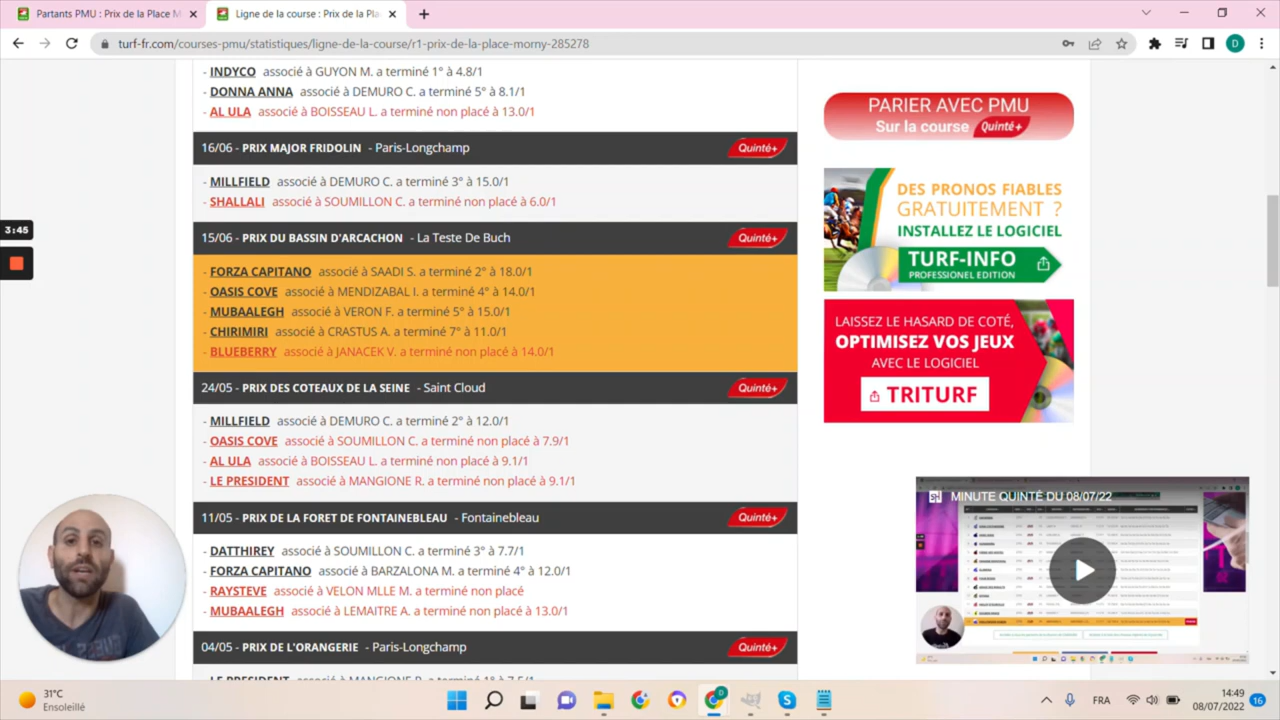 Partants PMU : Prix de la Place M
Ligne de la course : Prix de la Pla
turf-fr.com/courses-pmu/statistiques/ligne-de-la-course/r1-prix-de-la-place-morny-285278
D
- INDYCO associé à GUYON M. a terminé 1° à 4.8/1
- DONNA ANNA associé à DEMURO C. a terminé 5° à 8.1/1
- AL ULA associé à BOISSEAU L. a terminé non placé à 13.0/1
16/06 - PRIX MAJOR FRIDOLIN - Paris-Longchamp
Quinté+
- MILLFIELD associé à DEMURO C. a terminé 3° à 15.0/1
- SHALLALI associé à SOUMILLON C. a terminé non placé à 6.0/1
15/06 - PRIX DU BASSIN D'ARCACHON - La Teste De Buch
Quinté+
- FORZA CAPITANO associé à SAADI S. a terminé 2° à 18.0/1
- OASIS COVE associé à MENDIZABAL I. a terminé 4° à 14.0/1
- MUBAALEGH associé à VERON F. a terminé 5° à 15.0/1
- CHIRIMIRI associé à CRASTUS A. a terminé 7° à 11.0/1
- BLUEBERRY associé à JANACEK V. a terminé non placé à 14.0/1
24/05 - PRIX DES COTEAUX DE LA SEINE - Saint Cloud
Quinté+
- MILLFIELD associé à DEMURO C. a terminé 2° à 12.0/1
- OASIS COVE associé à SOUMILLON C. a terminé non placé à 7.9/1
- AL ULA associé à BOISSEAU L. a terminé non placé à 9.1/1
- LE PRESIDENT associé à MANGIONE R. a terminé non placé à 9.1/1
11/05 - PRIX DE LA FORET DE FONTAINEBLEAU - Fontainebleau
Quinté+
- DATTHIREY associé à SOUMILLON C. a terminé 3° à 7.7/1
- FORZA CAPITANO associé à a terminé 4°
associé à a terminé non placé
- MUBAALEGH associé à a terminé non placé à 13.0/1
04/05 - PRIX DE L'ORANGERIE - Paris-Longchamp
Quinté+
PARIER AVEC PMU
Sur la course Quinté+
DES PRONOS FIABLES
GRATUITEMENT ?
INSTALLEZ LE LOGICIEL
TURF-INFO
PROFESSIONEL EDITION
LAISSEZ LE HASARD DE COTÉ,
OPTIMISEZ VOS JEUX
AVEC LE LOGICIEL
TRITURF
MINUTE QUINTÉ DU 08/07/22
3:45
31°C
Ensoleillé
D
FRA
14:49
08/07/2022
16